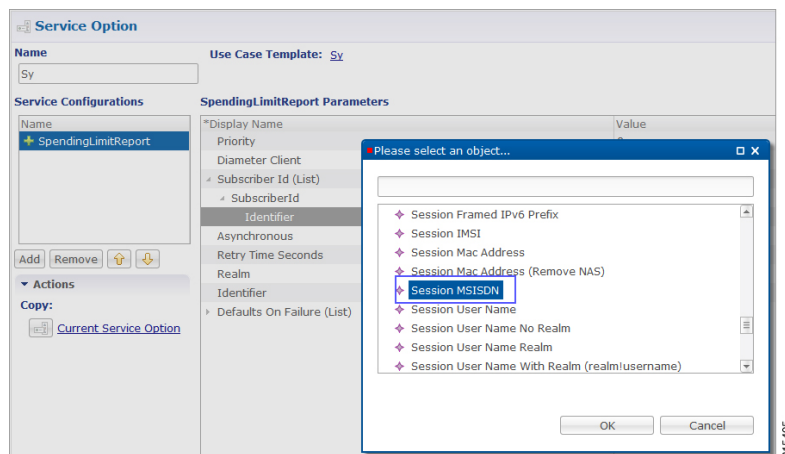 Service Option
Name
Use Case Template: Sy
Sy
Service Configurations
SpendingLimitReport Parameters
Name
*Display Name
Value
SpendingLimitReport
Priority
Diameter Client
Subscriber Id (List)
SubscriberId
Identifier
Asynchronous
Retry Time Seconds
Realm
Identifier
Defaults On Failure (List)
Add
Remove
Actions
Copy:
Current Service Option
Please select an object...
Session Framed IPv6 Prefix
Session IMSI
Session Mac Address
Session Mac Address (Remove NAS)
Session MSISDN
Session User Name
Session User Name No Realm
Session User Name Realm
Session User Name With Realm (realm!username)
OK
Cancel